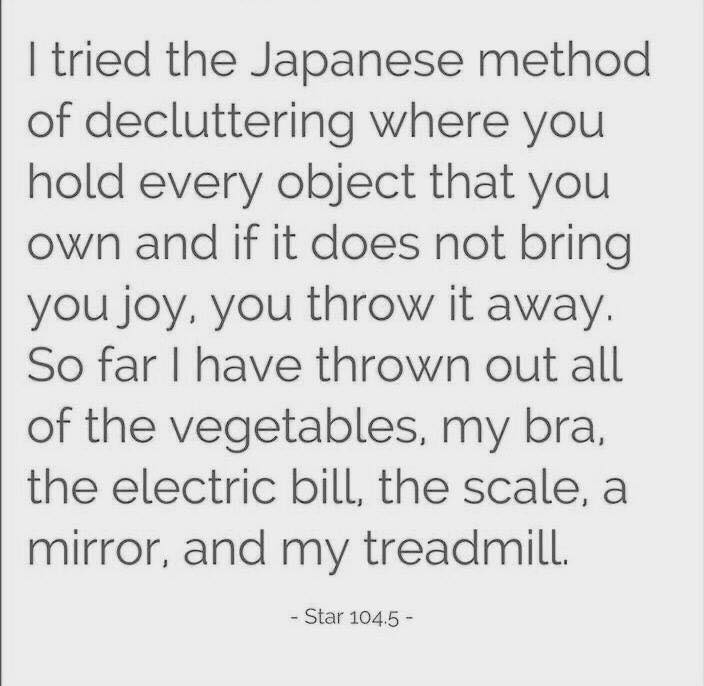 I tried the Japanese method
of decluttering where you
hold every object that you
own and if it does not bring
you joy, you throw it away.
So far I have thrown out all
of the vegetables, my bra,
the electric bill, the scale, a
mirror, and my treadmill.
- Star 104.5 -